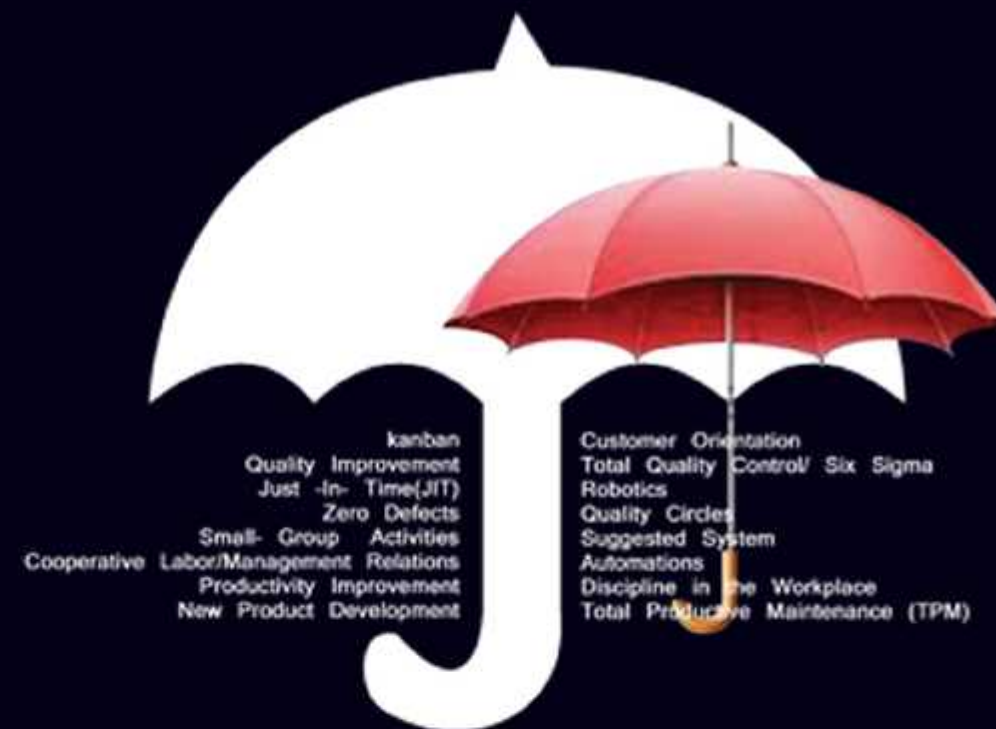 kanban
Quality Improvement
Just -In- Time(JIT)
Zero Defects
Small- Group Activities
Cooperative Labor/Management Relations
Productivity Improvement
New Product Development
Customer Orientation
Total Quality Control/ Six Sigma
Robotics
Quality Circles
Suggested System
Automations
Discipline in the Workplace
Total Productive Maintenance (TPM)